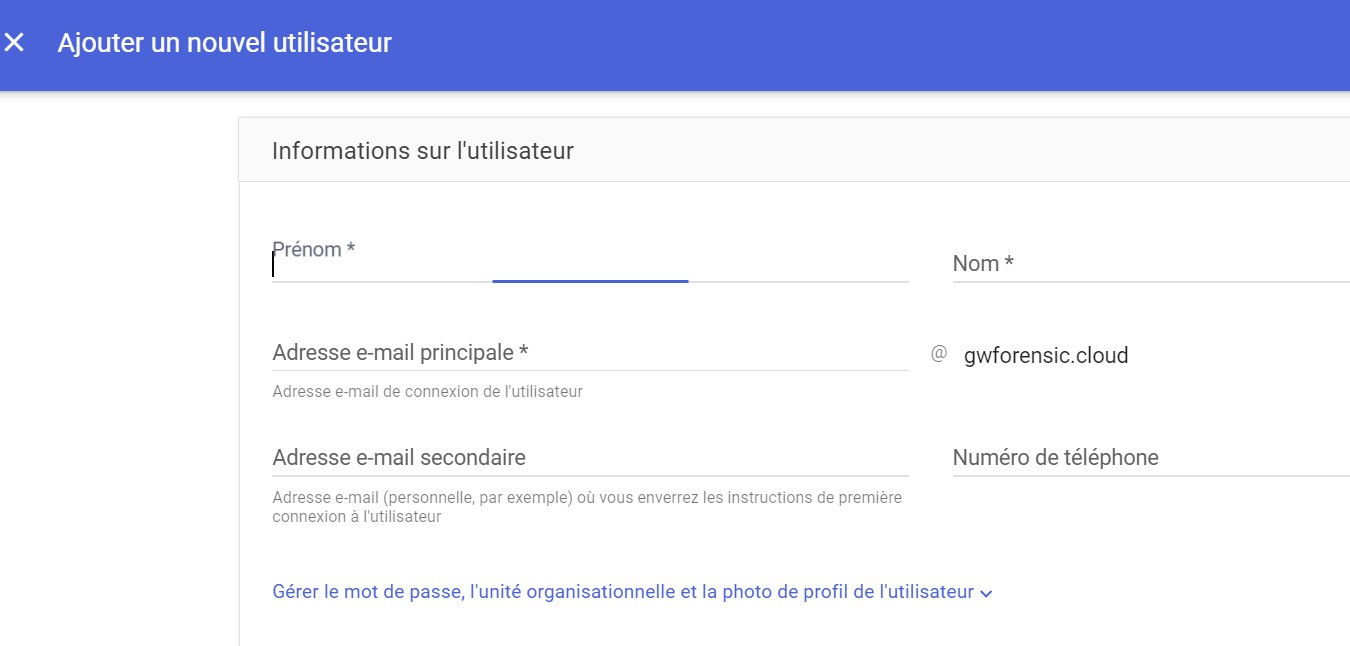 Ajouter un nouvel utilisateur
Informations sur l'utilisateur
Prénom *
Nom *
Adresse e-mail principale *
@ gwforensic.cloud
Adresse e-mail de connexion de l'utilisateur
Adresse e-mail secondaire
Numéro de téléphone
Adresse e-mail (personnelle, par exemple) où vous enverrez les instructions de première
connexion à l'utilisateur
Gérer le mot de passe, l'unité organisationnelle et la photo de profil de l'utilisateur